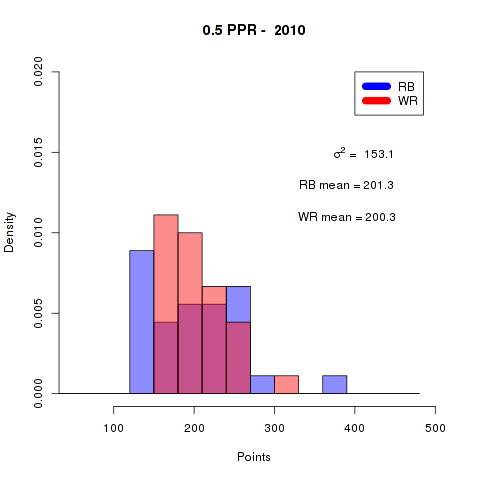 0.5 PPR - 2010
RB
WR
σ² = 153.1
RB mean = 201.3
WR mean = 200.3
Density
0.020
0.015
0.010
0.005
0.000
100 200 300 400 500
Points